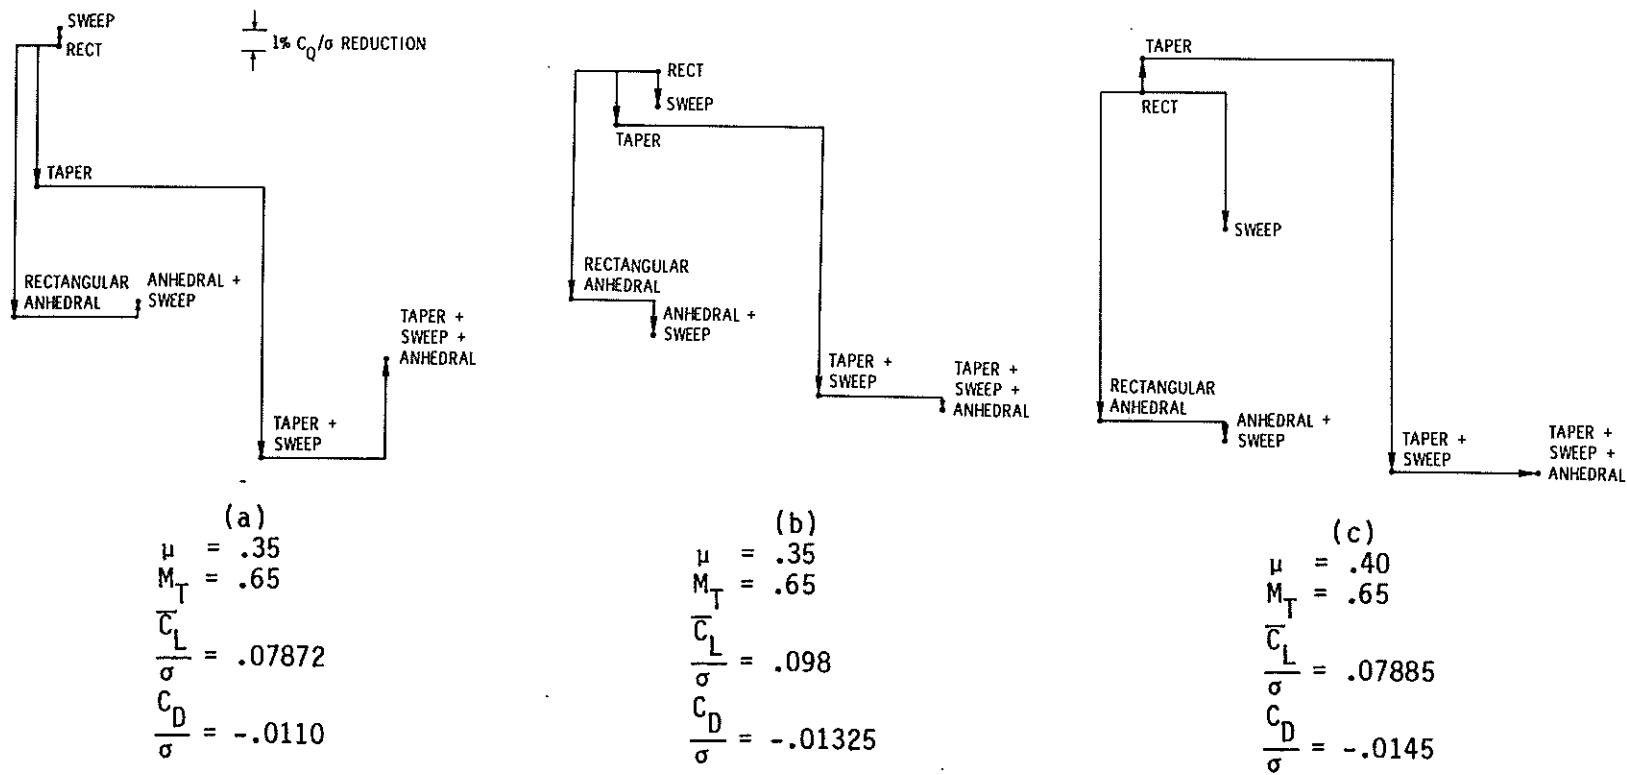 SWEEP
RECT
1% C_Q/σ REDUCTION
TAPER
RECTANGULAR
ANHEDRAL
ANHEDRAL +
SWEEP
TAPER +
SWEEP +
ANHEDRAL
TAPER +
SWEEP
(a)
μ = .35
M_T = .65
C̅_L/σ = .07872
C_D/σ = -.0110
RECT
SWEEP
TAPER
RECTANGULAR
ANHEDRAL
ANHEDRAL +
SWEEP
TAPER +
SWEEP
TAPER +
SWEEP +
ANHEDRAL
(b)
μ = .35
M_T = .65
C̅_L/σ = .098
C_D/σ = -.01325
TAPER
RECT
SWEEP
RECTANGULAR
ANHEDRAL
ANHEDRAL +
SWEEP
TAPER +
SWEEP
TAPER +
SWEEP +
ANHEDRAL
(c)
μ = .40
M_T = .65
C̅_L/σ = .07885
C_D/σ = -.0145